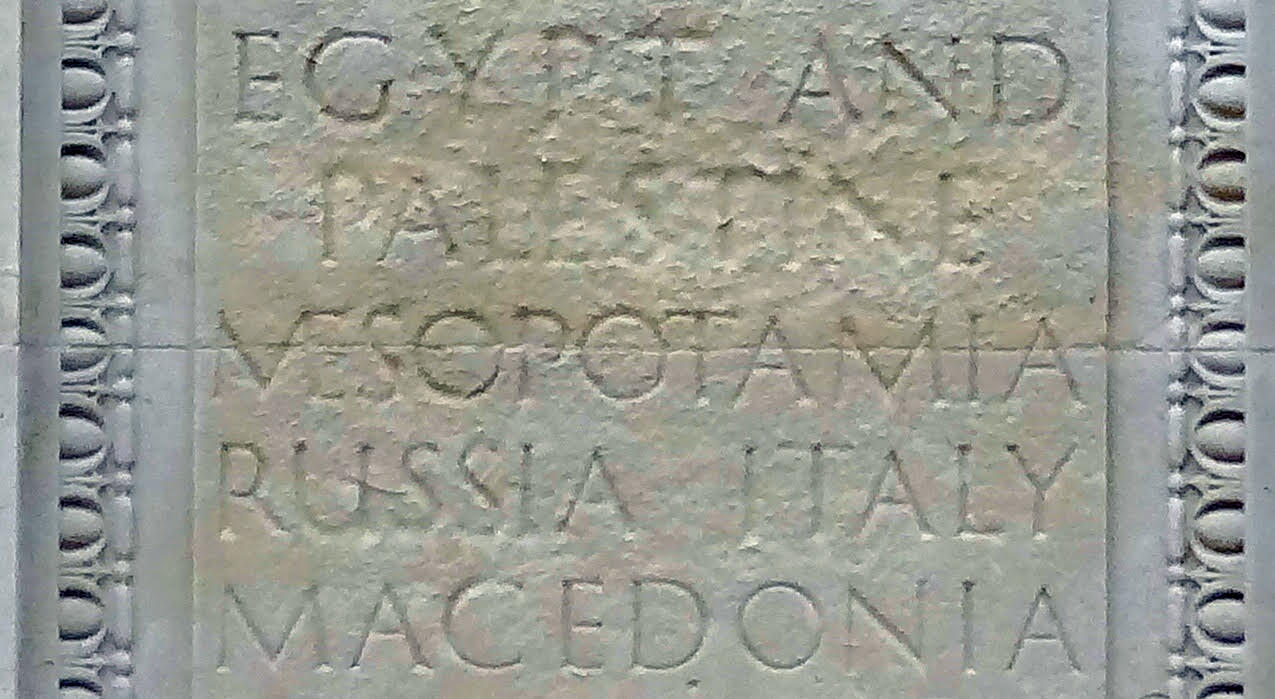 EGYPT AND
PALESTINE
MESOPOTAMIA
RUSSIA ITALY
MACEDONIA